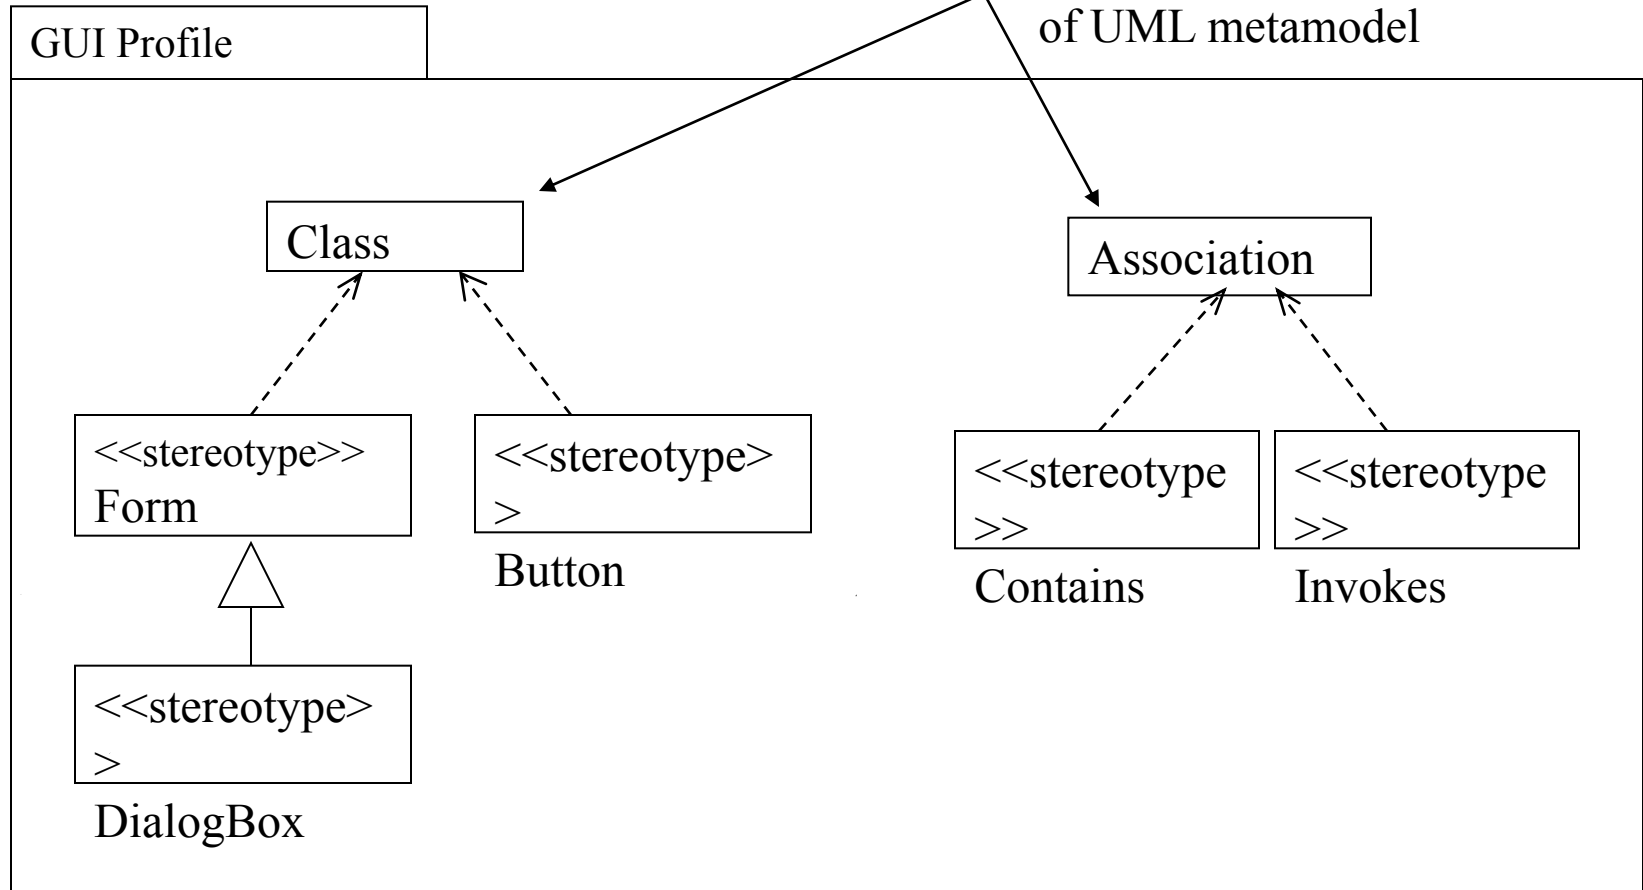 of UML metamodel
GUI Profile
Class
Association
<<stereotype>>
Form
<<stereotype>
>
Button
<<stereotype
>>
Contains
<<stereotype
>>
Invokes
<<stereotype>
>
DialogBox